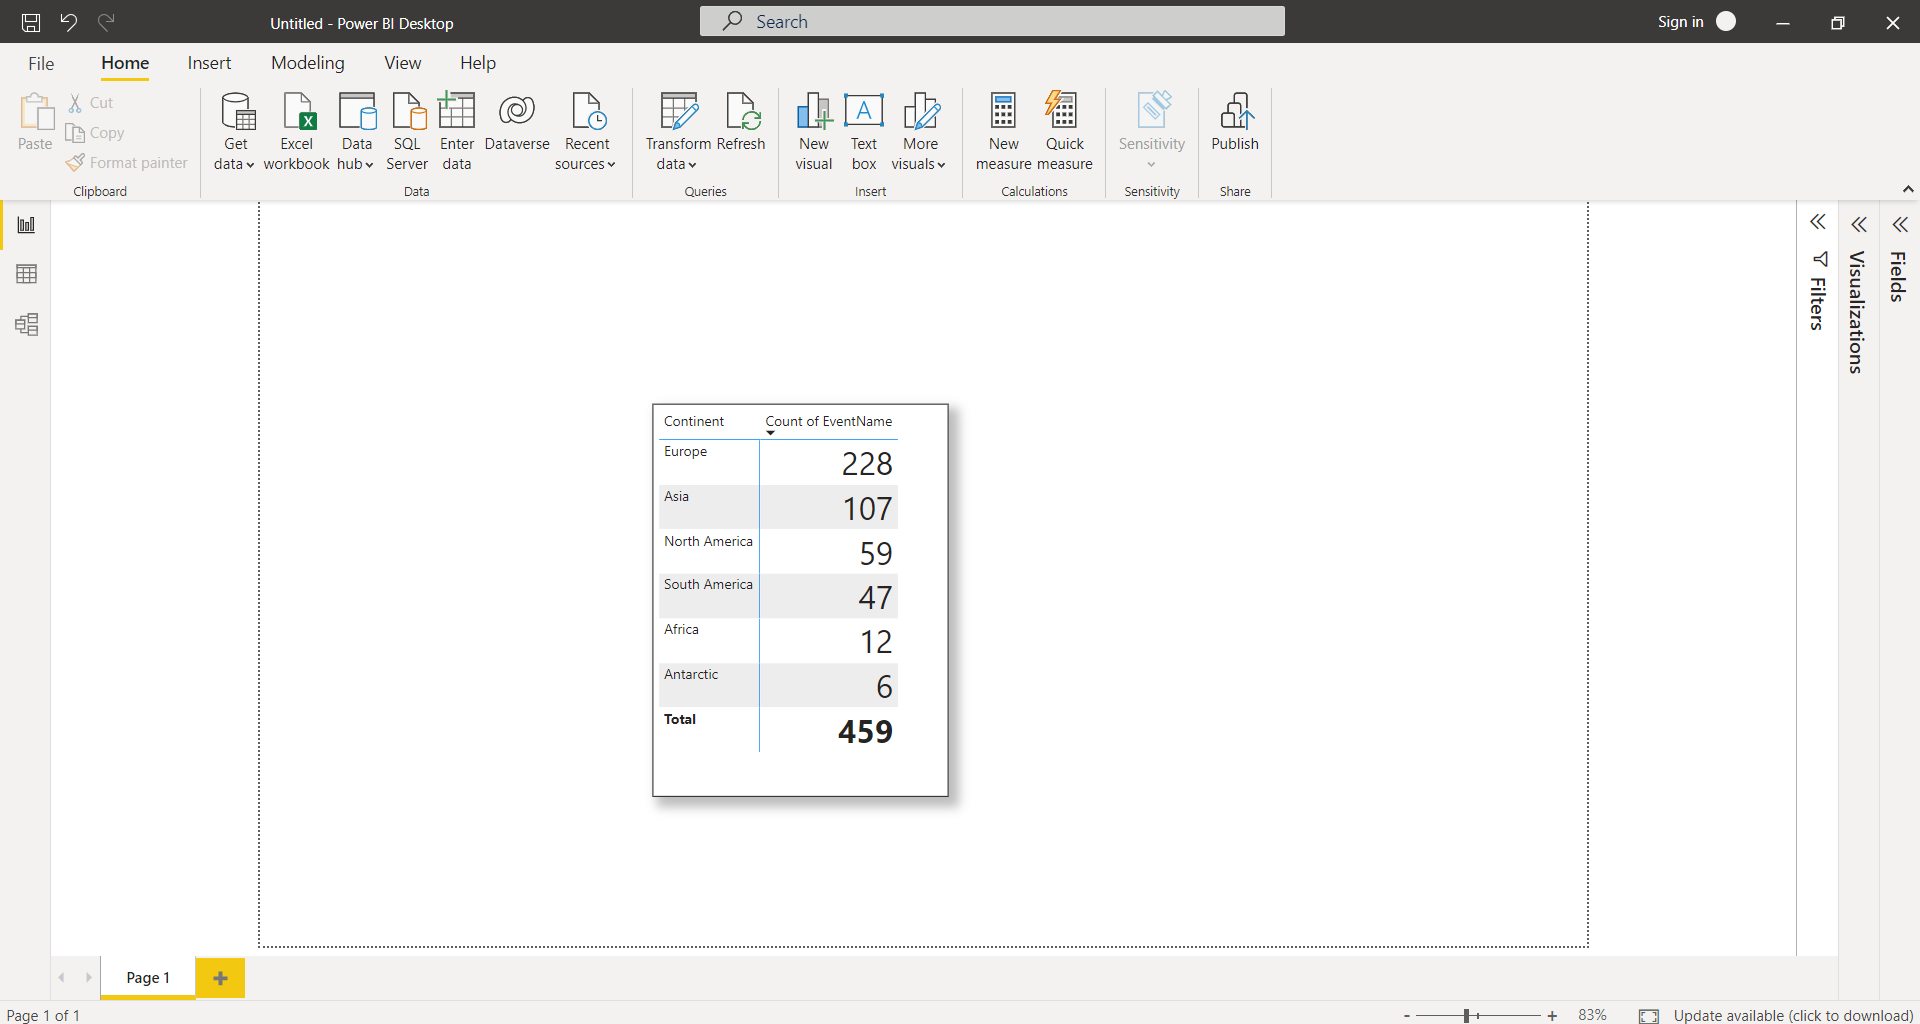 Untitled - Power BI Desktop
Search
Sign in
File Home Insert Modeling View Help
Paste
Cut
Copy
Format painter
Clipboard
Get data
Excel workbook
Data hub
SQL Server
Enter data
Dataverse
Recent sources
Data
Transform data
Refresh
Queries
New visual
Text box
More visuals
Insert
New measure
Quick measure
Calculations
Sensitivity
Sensitivity
Publish
Share
Filters
Visualizations
Fields
Continent Count of EventName
Europe 228
Asia 107
North America 59
South America 47
Africa 12
Antarctic 6
Total 459
Page 1
Page 1 of 1
- + 83%
Update available (click to download)